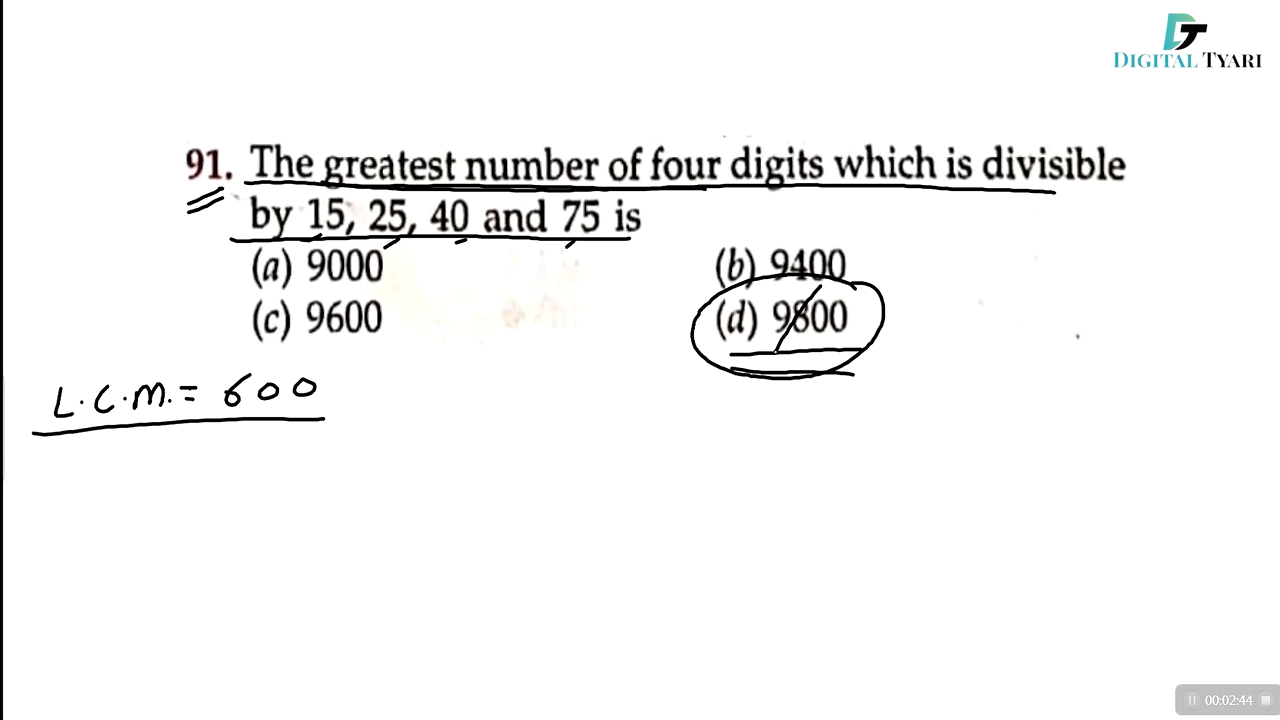 DIGITAL TYARI
91. The greatest number of four digits which is divisible
by 15, 25, 40 and 75 is
(a) 9000 (b) 9400
(c) 9600 (d) 9800
L.C.M. = 600
00:02:44